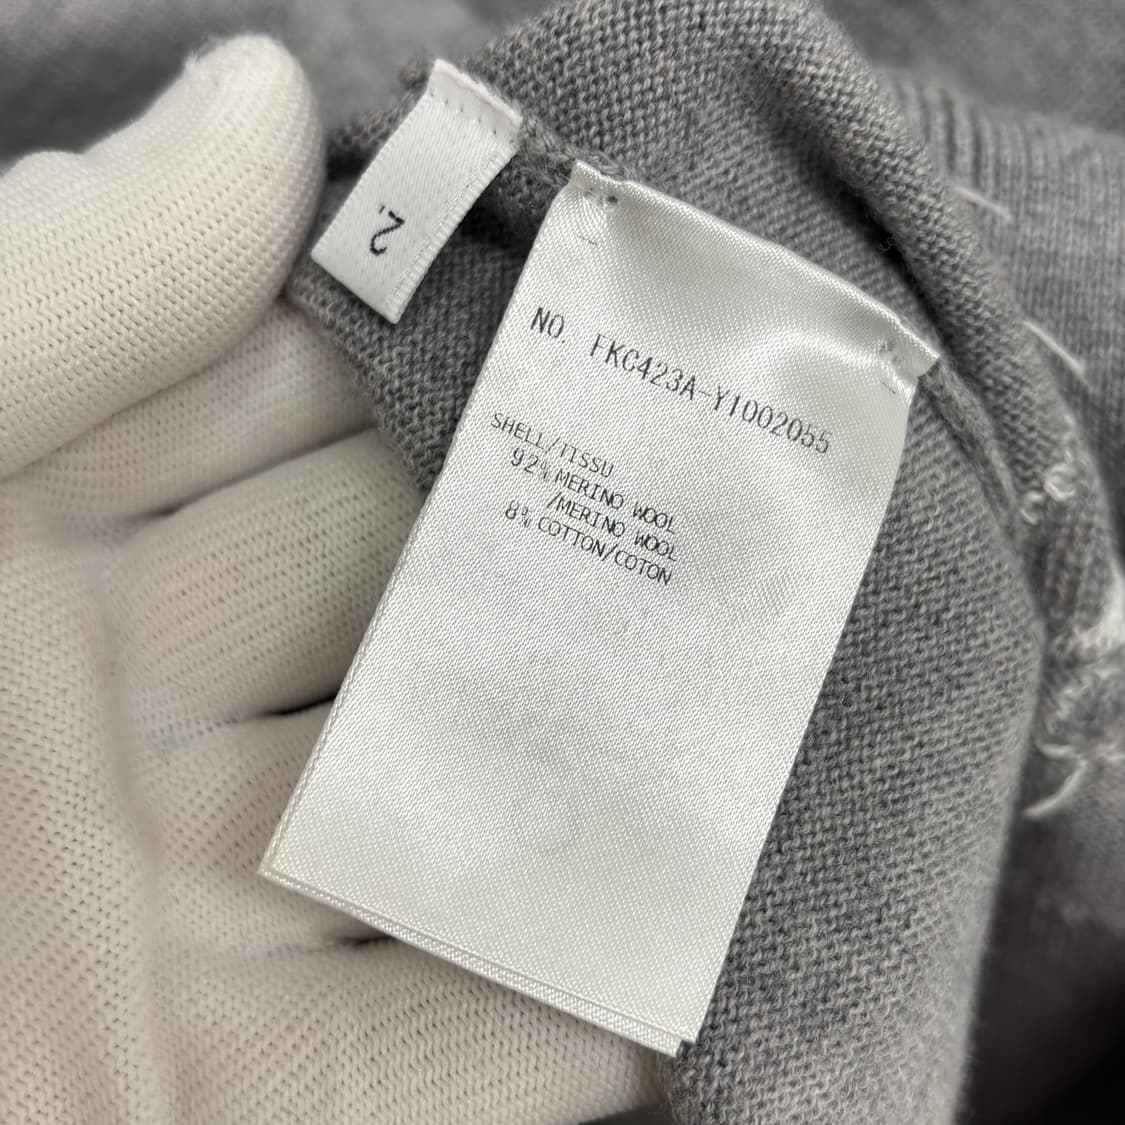 2
NO. FKC423A-Y1002055
SHELL/TISSU
92% MERINO WOOL
/MERINO WOOL
8% COTTON/COTON